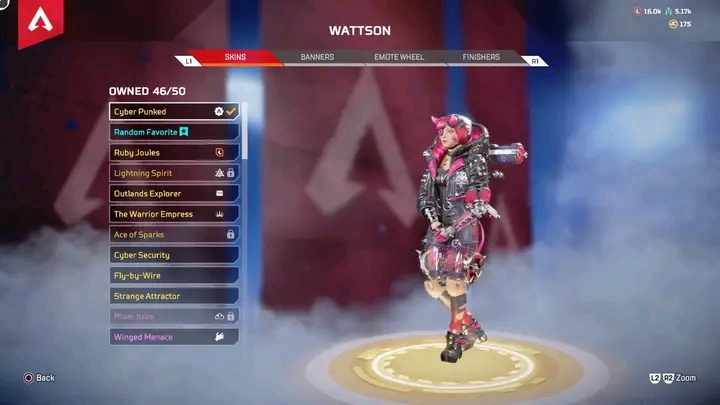 16.0k 5.17k
175
WATTSON
L1 SKINS BANNERS EMOTE WHEEL FINISHERS R1
OWNED 46/50
Cyber Punked
Random Favorite
Ruby Joules
Lightning Spirit
Outlands Explorer
The Warrior Empress
Ace of Sparks
Cyber Security
Fly-by-Wire
Strange Attractor
Pluar Juice
Winged Menace
Back
L2 R2 Zoom